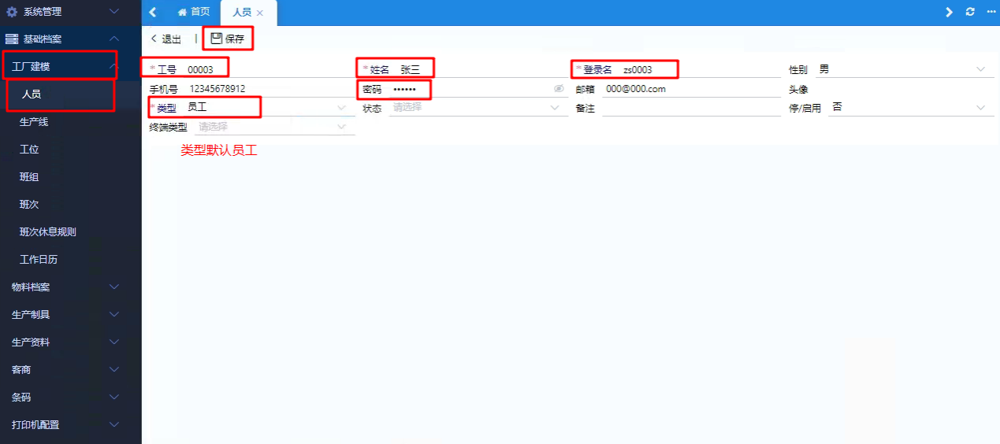 系统管理
首页 人员
基础档案
退出 | 保存
工厂建模
* 工号 00003 * 姓名 张三 * 登录名 zs0003 性别 男
手机号 12345678912 密码 •••••• 邮箱 000@000.com 头像
人员
* 类型 员工 状态 请选择 备注 停/启用 否
生产线
终端类型 请选择
类型默认员工
工位
班组
班次
班次休息规则
工作日历
物料档案
生产制具
生产资料
客商
条码
打印机配置